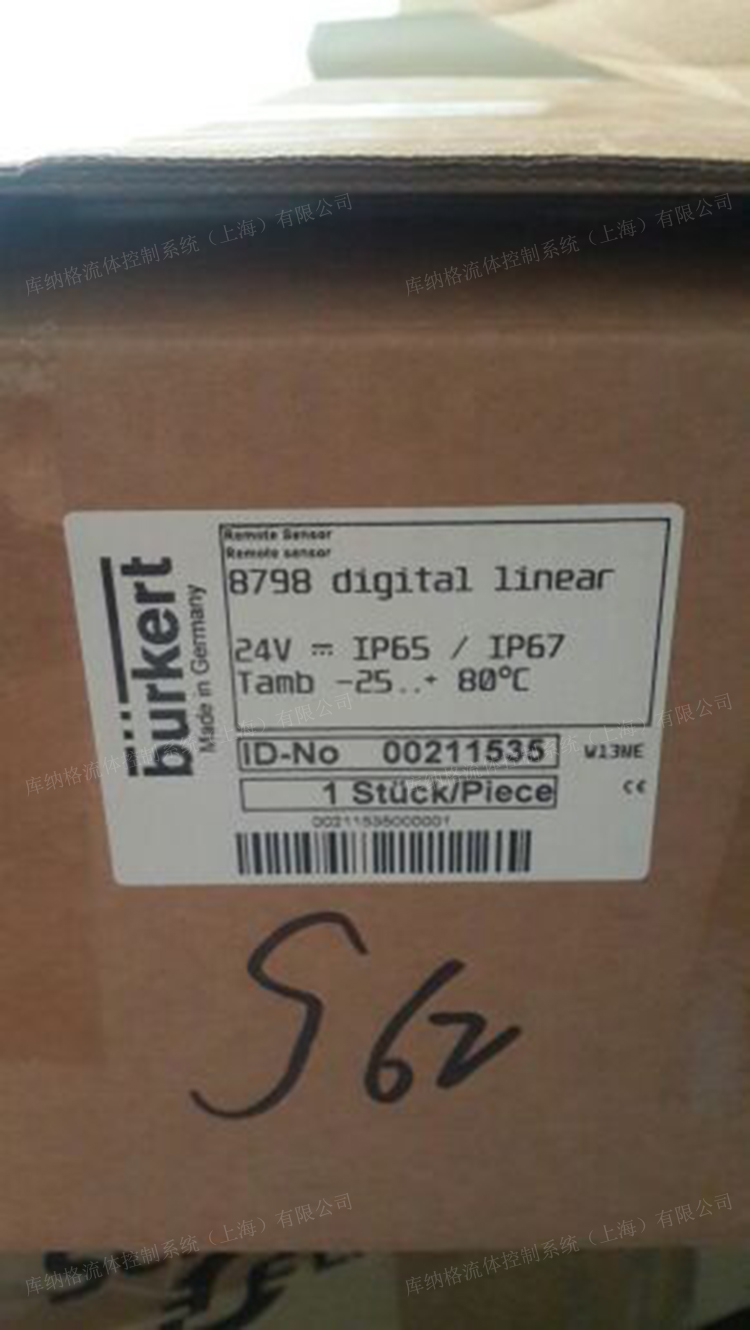 库纳格流体控制系统（上海）有限公司
库纳格流体控制系统（上海）有限公司
Remote Sensor
Remote sensor
8798 digital linear
24V ⎓ IP65 / IP67
Tamb -25..+ 80°C
bürkert
Made in Germany
ID-No 00211535
W13NE
1 Stück/Piece
CE
00211535000001
库纳格流体控制系统（上海）有限公司
库纳格流体控制系统（上海）有限公司
S62
库纳格流体控制系统（上海）有限公司
库纳格流体控制系统（上海）有限公司